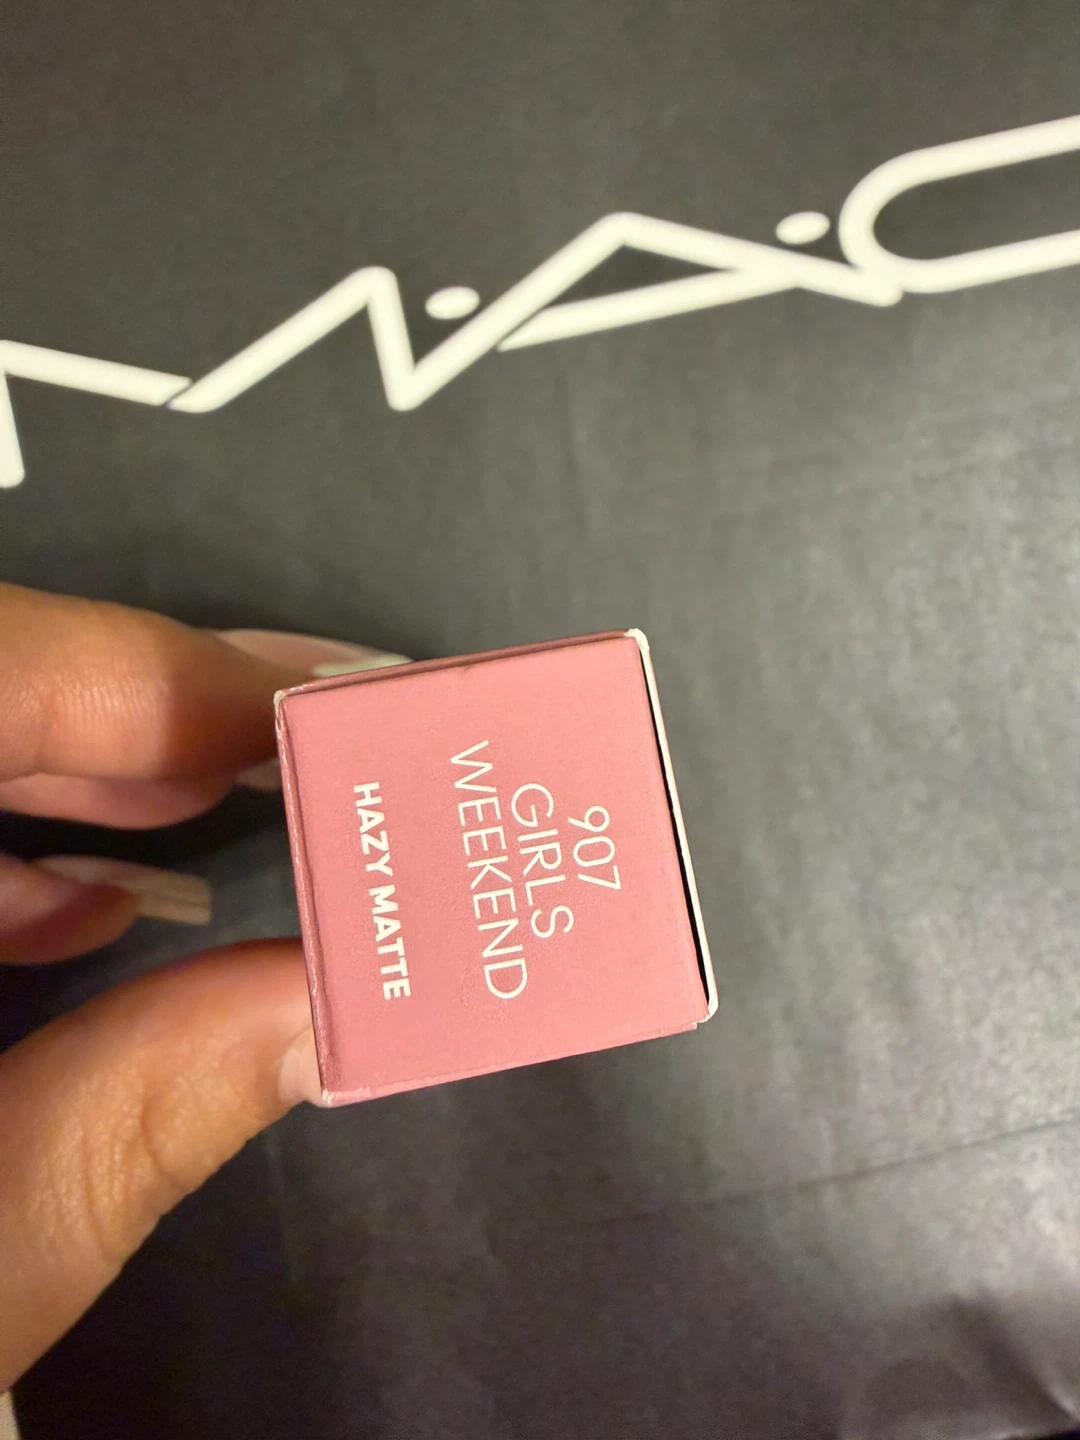 M·A·C
907
GIRLS
WEEKEND
HAZY MATTE